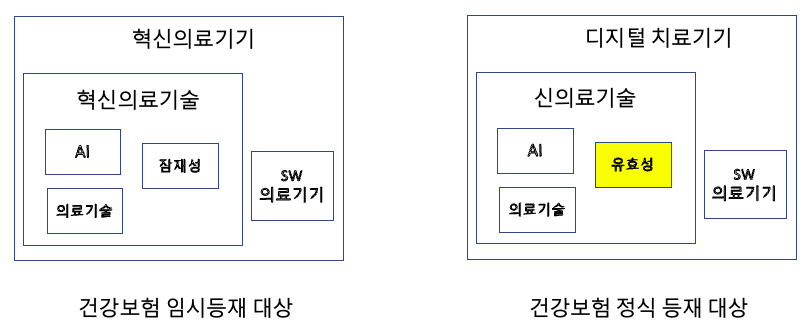 혁신의료기기
혁신의료기술
AI
잠재성
의료기술
SW
의료기기
건강보험 임시등재 대상
디지털 치료기기
신의료기술
AI
유효성
의료기술
SW
의료기기
건강보험 정식 등재 대상